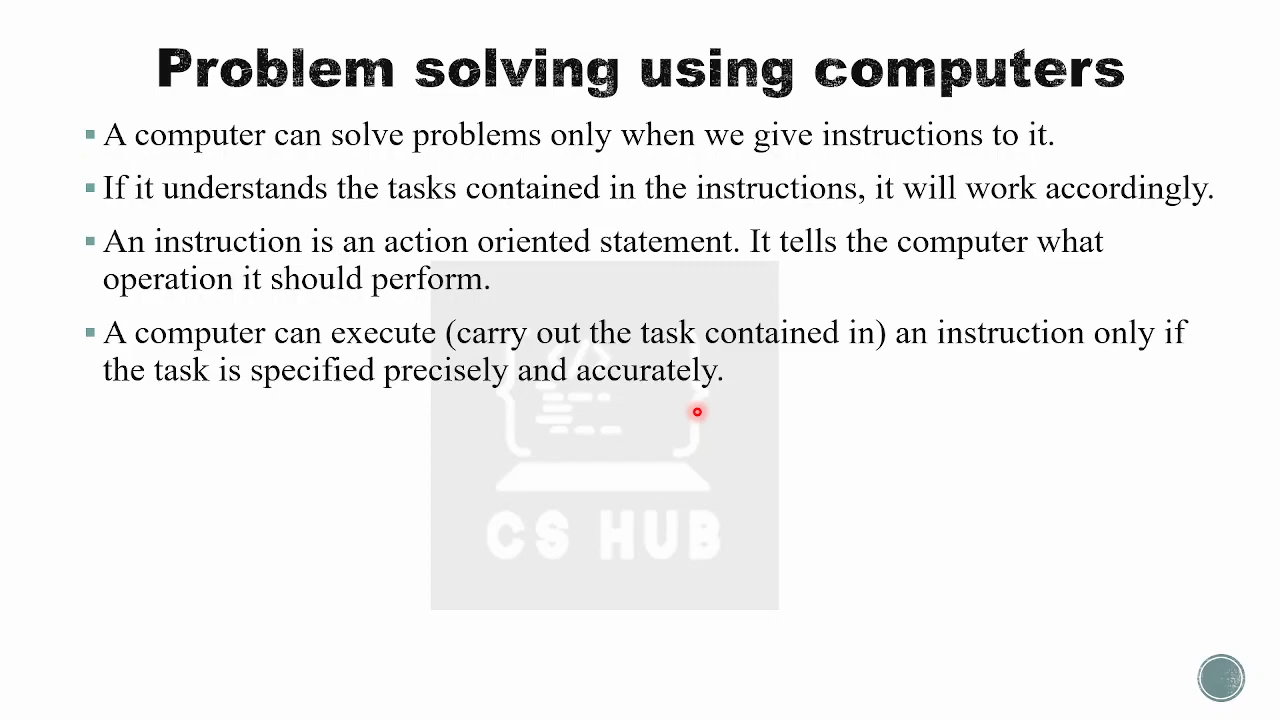 Problem solving using computers
A computer can solve problems only when we give instructions to it.
If it understands the tasks contained in the instructions, it will work accordingly.
An instruction is an action oriented statement. It tells the computer what
operation it should perform.
A computer can execute (carry out the task contained in) an instruction only if
the task is specified precisely and accurately.
CS HUB